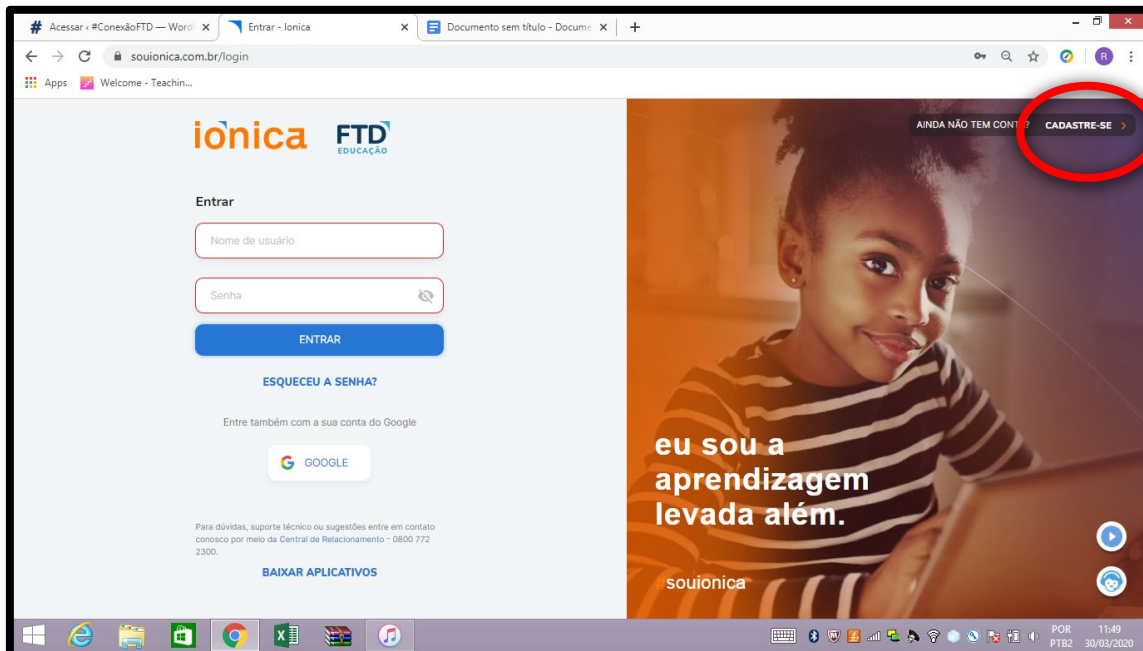 Acessar ‹ #ConexãoFTD — Word
Entrar - Ionica
Documento sem título - Docume
souionica.com.br/login
R
Apps
Welcome - Teachin...
ionica FTD
EDUCAÇÃO
AINDA NÃO TEM CONTA? CADASTRE-SE >
Entrar
Nome de usuário
Senha
ENTRAR
ESQUECEU A SENHA?
Entre também com a sua conta do Google
G GOOGLE
Para dúvidas, suporte técnico ou sugestões entre em contato
conosco por meio da Central de Relacionamento - 0800 772
2300.
BAIXAR APLICATIVOS
eu sou a
aprendizagem
levada além.
#souionica
POR 11:49
PTB2 30/03/2020